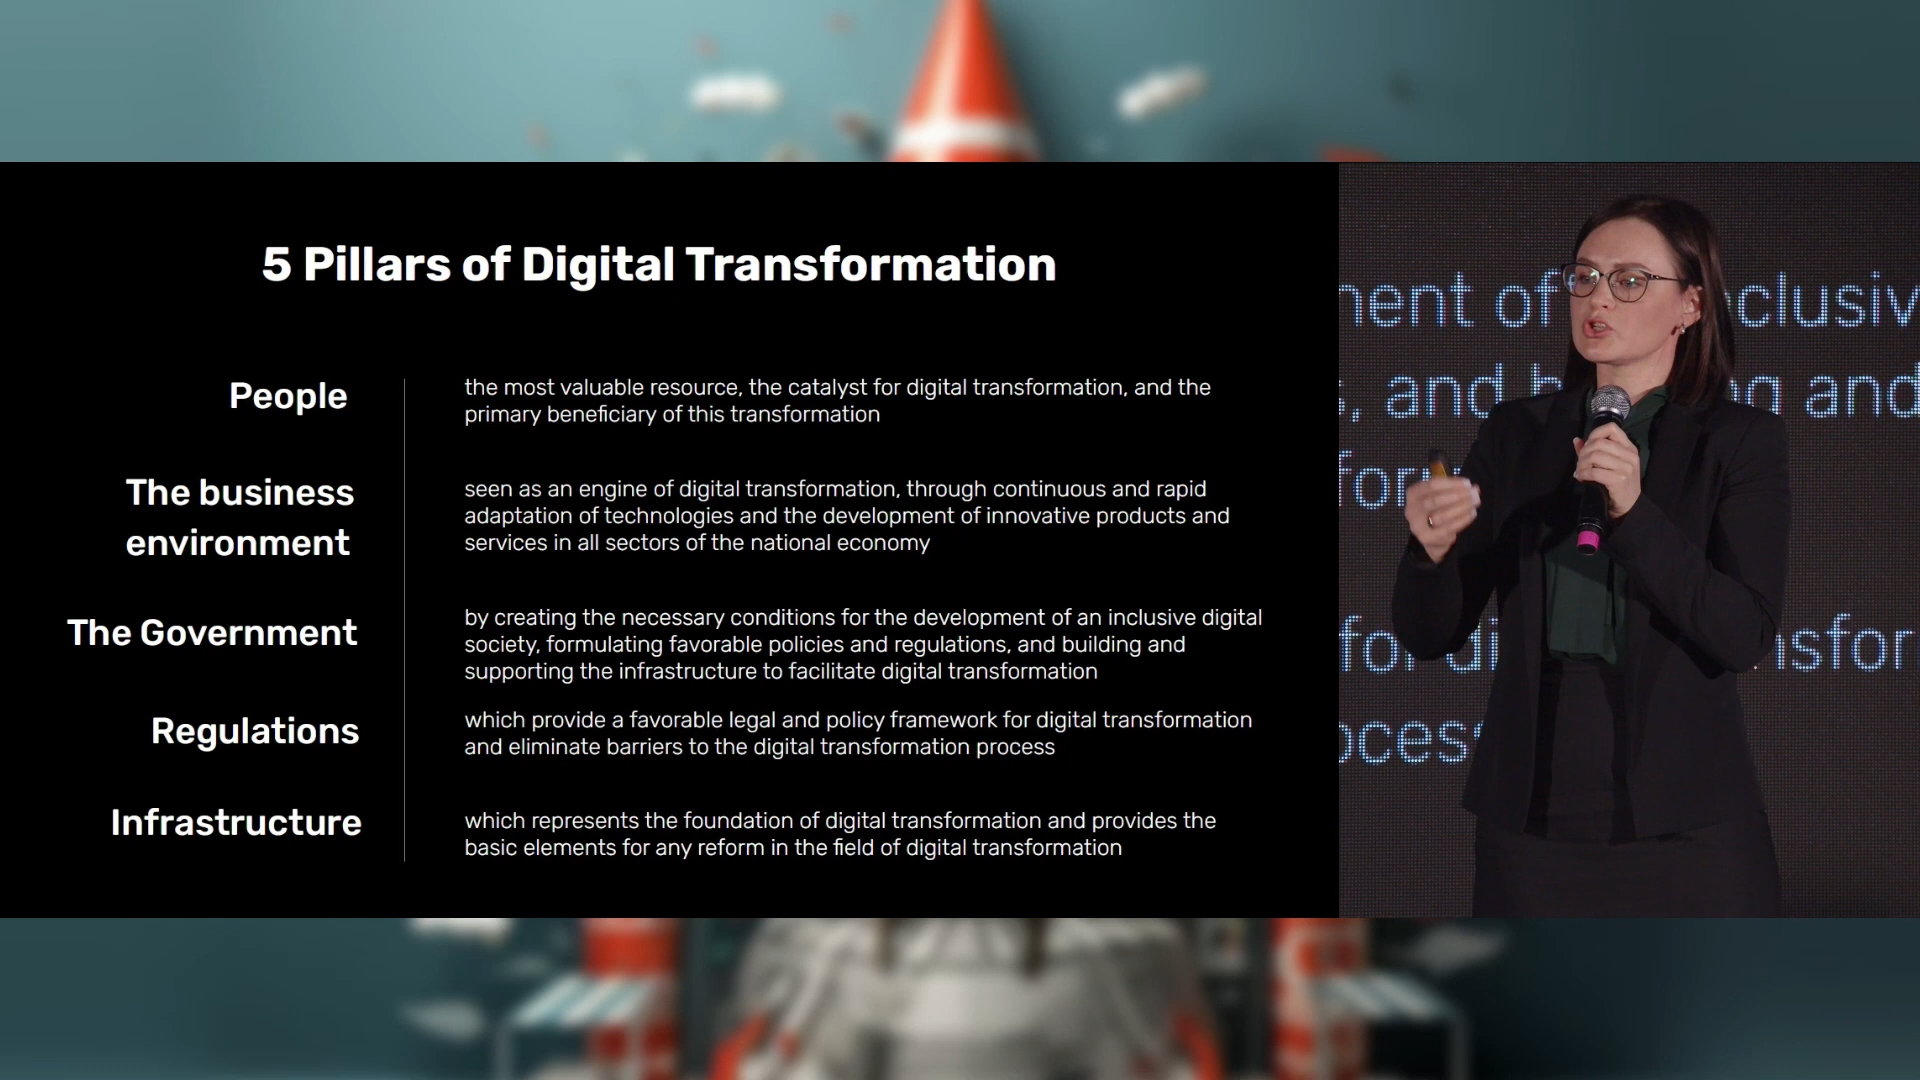 5 Pillars of Digital Transformation
People
the most valuable resource, the catalyst for digital transformation, and the
primary beneficiary of this transformation
The business
environment
seen as an engine of digital transformation, through continuous and rapid
adaptation of technologies and the development of innovative products and
services in all sectors of the national economy
The Government
by creating the necessary conditions for the development of an inclusive digital
society, formulating favorable policies and regulations, and building and
supporting the infrastructure to facilitate digital transformation
Regulations
which provide a favorable legal and policy framework for digital transformation
and eliminate barriers to the digital transformation process
Infrastructure
which represents the foundation of digital transformation and provides the
basic elements for any reform in the field of digital transformation
of
and
and
for